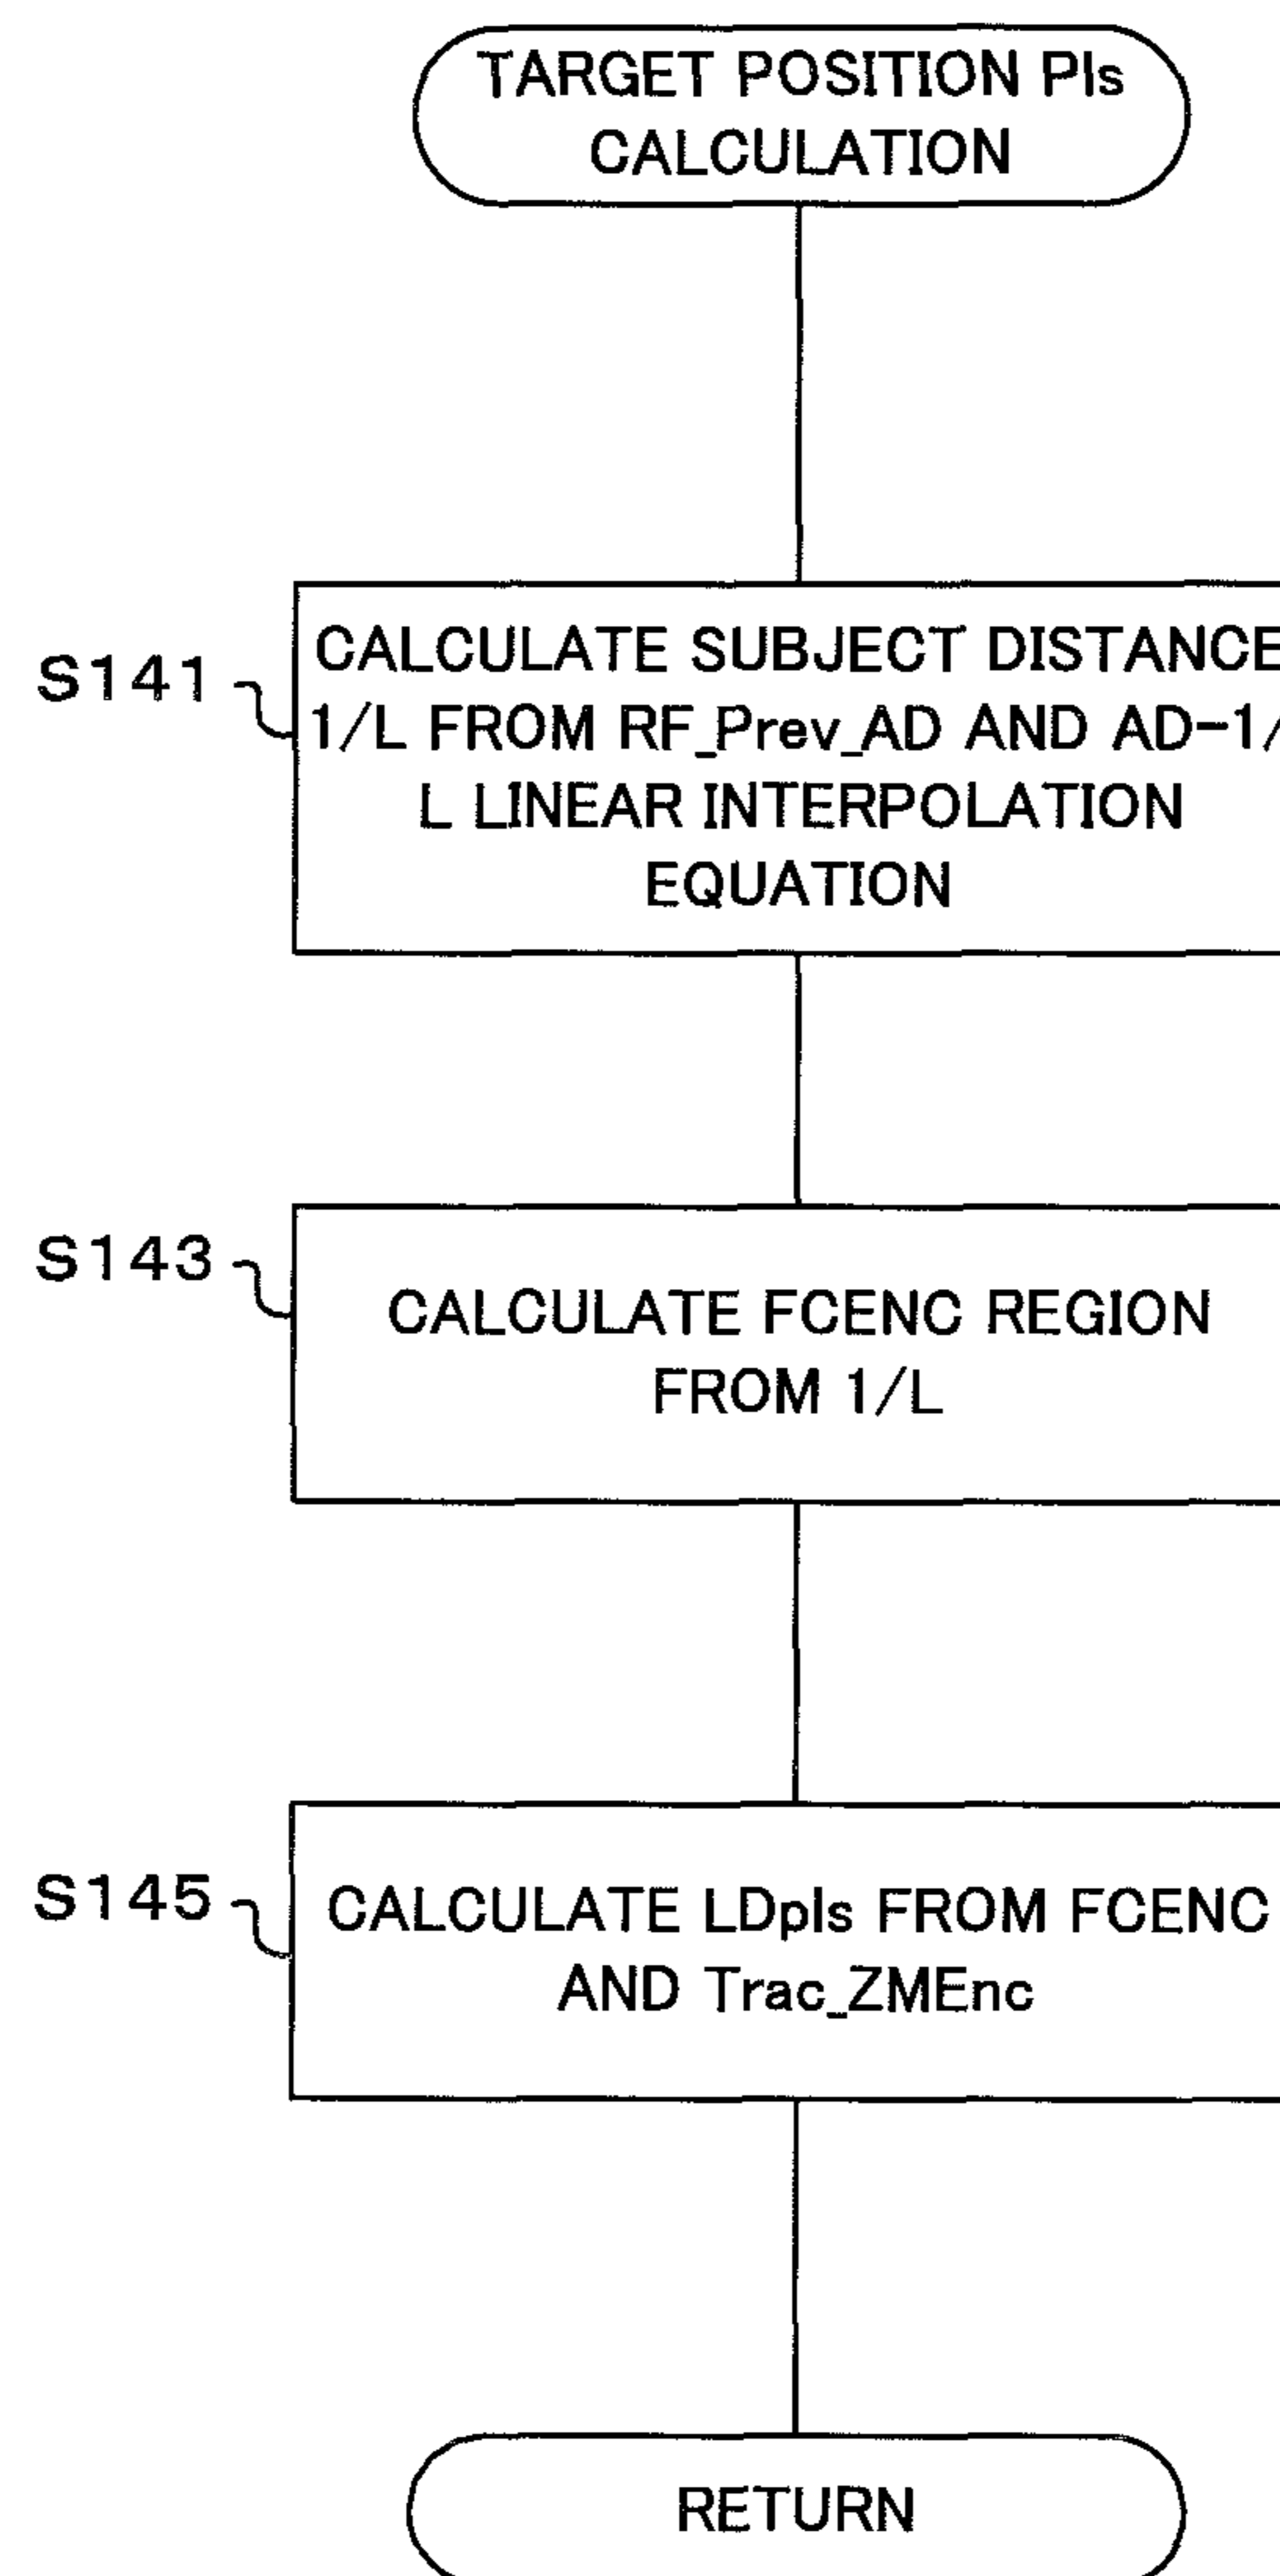 TARGET POSITION Pls
CALCULATION
S141
CALCULATE SUBJECT DISTANCE
1/L FROM RF_Prev_AD AND AD-1/
L LINEAR INTERPOLATION
EQUATION
S143
CALCULATE FCENC REGION
FROM 1/L
S145
CALCULATE LDpls FROM FCENC
AND Trac_ZMEnc
RETURN